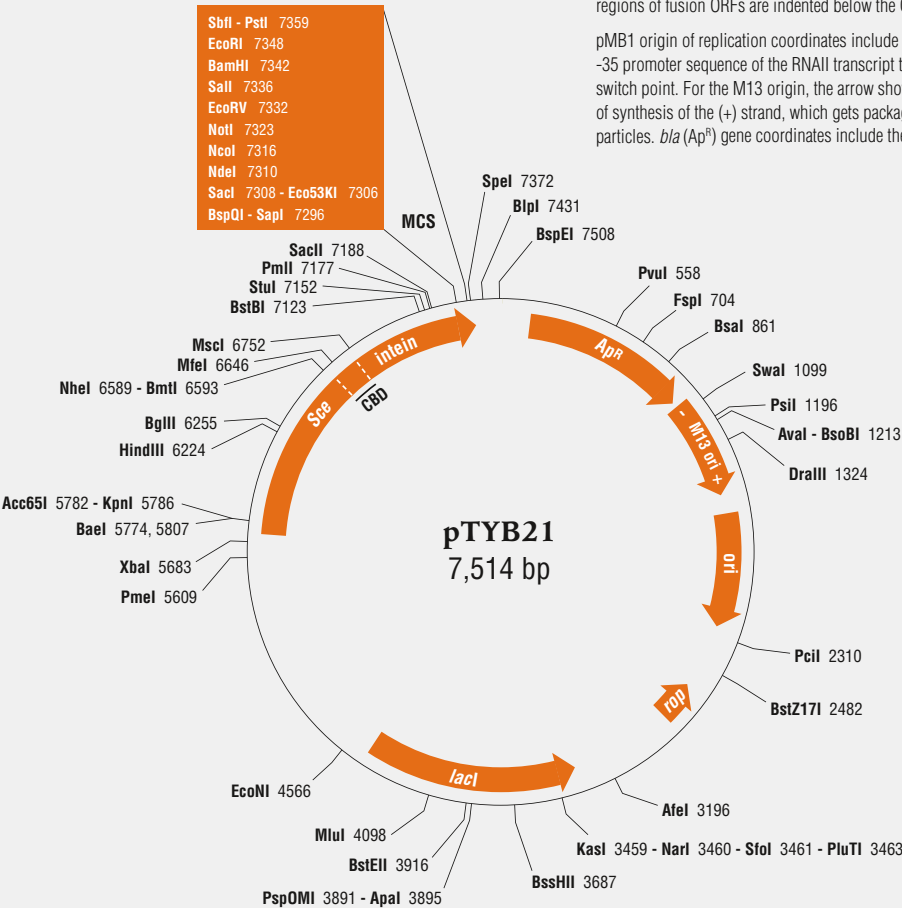 regions of fusion ORFs are indented below the
pMB1 origin of replication coordinates include
-35 promoter sequence of the RNAII transcript
switch point. For the M13 origin, the arrow
of synthesis of the (+) strand, which gets
particles. bla (ApR) gene coordinates include
SbfI - PstI 7359
EcoRI 7348
BamHI 7342
SalI 7336
EcoRV 7332
NotI 7323
NcoI 7316
NdeI 7310
SacI 7308 - Eco53KI 7306
BspQI - SapI 7296
MCS
SpeI 7372
BlpI 7431
BspEI 7508
PvuI 558
FspI 704
BsaI 861
SwaI 1099
PsiI 1196
AvaI - BsoBI 1213
DraIII 1324
PciI 2310
BstZ17I 2482
AfeI 3196
KasI 3459 - NarI 3460 - SfoI 3461 - PluTI 3463
BssHII 3687
PspOMI 3891 - ApaI 3895
BstEII 3916
MluI 4098
EcoNI 4566
PmeI 5609
XbaI 5683
BaeI 5774, 5807
Acc65I 5782 - KpnI 5786
HindIII 6224
BglII 6255
NheI 6589 - BmtI 6593
MfeI 6646
MscI 6752
BstBI 7123
StuI 7152
PmlI 7177
SacII 7188
Sce intein
CBD
ApR
- M13 ori +
ori
rop
lacI
pTYB21
7,514 bp